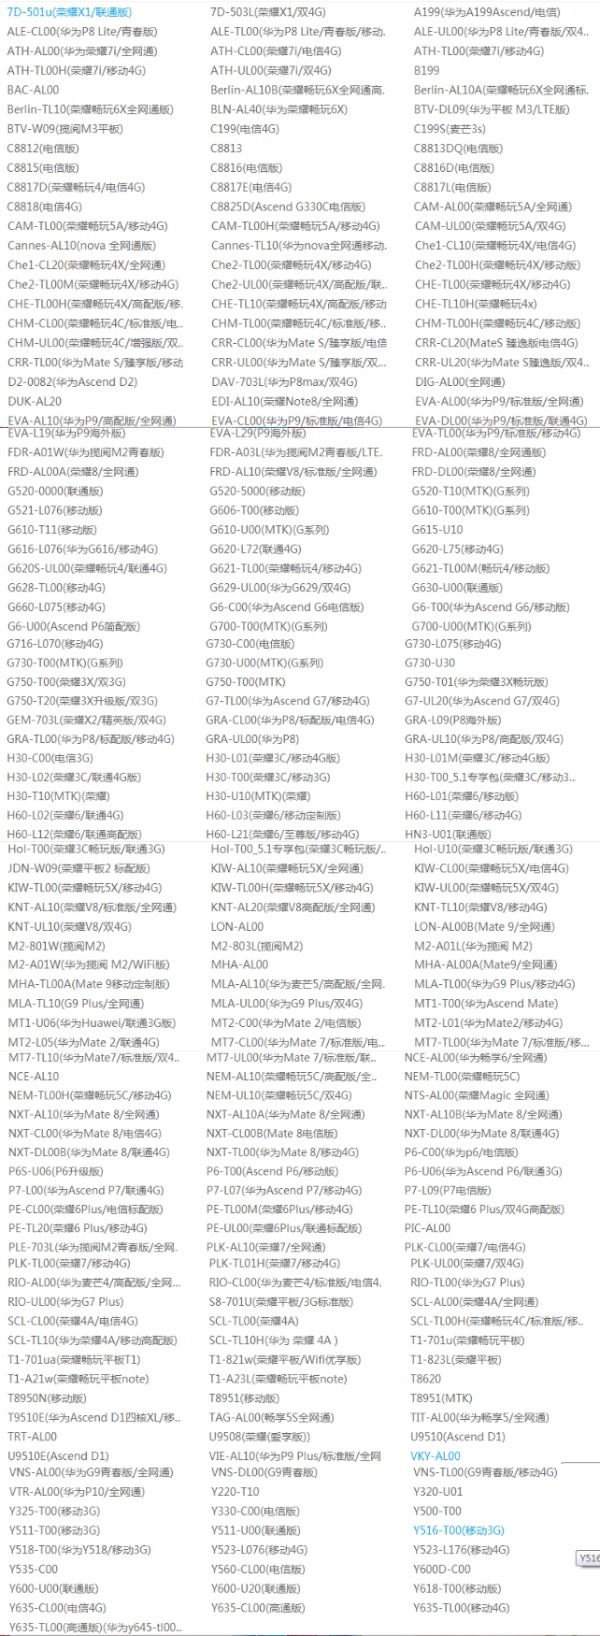 7D-501u(荣耀X1/联通版) 7D-503L(荣耀X1/双4G) A199(华为A199Ascend/电信)
ALE-CL00(华为P8 Lite/青春版) ALE-TL00(华为P8 Lite/青春版/移动. ALE-UL00(华为P8 Lite/青春版/双4..
ATH-AL00(华为荣耀7i/全网通) ATH-CL00(荣耀7i/电信4G) ATH-TL00(荣耀7i/移动4G)
ATH-TL00H(荣耀7i/移动4G) ATH-UL00(荣耀7i/双4G) B199
BAC-AL00 Berlin-AL10B(荣耀畅玩6X全网通高. Berlin-AL10A(荣耀畅玩6X全网通标.
Berlin-TL10(荣耀畅玩6X全网通版) BLN-AL40(华为荣耀畅玩6X) BTV-DL09(华为平板 M3/LTE版)
BTV-W09(揽阅M3平板) C199(电信4G) C199S(麦芒3s)
C8812(电信版) C8813 C8813DQ(电信版)
C8815(电信版) C8816(电信版) C8816D(电信版)
C8817D(荣耀畅玩4/电信4G) C8817E(电信4G) C8817L(电信版)
C8818(电信4G) C8825D(Ascend G330C电信版) CAM-AL00(荣耀畅玩5A/全网通)
CAM-TL00(荣耀畅玩5A/移动4G) CAM-TL00H(荣耀畅玩5A/移动4G) CAM-UL00(荣耀畅玩5A/双4G)
Cannes-AL10(nova 全网通版) Cannes-TL10(华为nova全网通移动. Che1-CL10(荣耀畅玩4X/电信4G)
Che1-CL20(荣耀畅玩4X/全网通) Che2-TL00(荣耀畅玩4X/移动4G) Che2-TL00H(荣耀畅玩4X/移动版)
Che2-TL00M(荣耀畅玩4X/移动4G) Che2-UL00(荣耀畅玩4X/高配版/联.. CHE-TL00(荣耀畅玩4X/移动4G)
CHE-TL00H(荣耀畅玩4X/高配版/移. CHE-TL10(荣耀畅玩4X/高配版/移动 CHE-TL10H(荣耀畅玩4x)
CHM-CL00(荣耀畅玩4C/标准版/电.. CHM-TL00(荣耀畅玩4C/标准版/移.. CHM-TL00H(荣耀畅玩4C/移动版)
CHM-UL00(荣耀畅玩4C/增强版/双.. CRR-CL00(华为Mate S/臻享版/电信 CRR-CL20(MateS 臻逸版电信4G)
CRR-TL00(华为Mate S/臻享版/移动 CRR-UL00(华为Mate S/臻享版/双... CRR-UL20(华为Mate S臻逸版/双4...
D2-0082(华为Ascend D2) DAV-703L(华为P8max/双4G) DIG-AL00(全网通)
DUK-AL20 EDI-AL10(荣耀Note8/全网通) EVA-AL00(华为P9/标准版/全网通)
EVA-AL10(华为P9/高配版/全网通) EVA-CL00(华为P9/标准版/电信4G) EVA-DL00(华为P9/标准版/联通4G)
EVA-L19(华为P9海外版) EVA-L29(P9海外版) EVA-TL00(华为P9/标准版/移动4G)
FDR-A01W(华为揽阅M2青春版) FDR-A03L(华为揽阅M2青春版/LTE. FRD-AL00(荣耀8/全网通版)
FRD-AL00A(荣耀8/全网通) FRD-AL10(荣耀V8/标准版/全网通) FRD-DL00(荣耀8/全网通)
G520-0000(联通版) G520-5000(移动版) G520-T10(MTK)(G系列)
G521-L076(移动版) G606-T00(移动版) G610-T00(MTK)(G系列)
G610-T11(移动版) G610-U00(MTK)(G系列) G615-U10
G616-L076(华为G616/移动4G) G620-L72(联通4G) G620-L75(移动4G)
G620S-UL00(荣耀畅玩4/联通4G) G621-TL00(荣耀畅玩4/移动4G) G621-TL00M(畅玩4/移动版)
G628-TL00(移动4G) G629-UL00(华为G629/双4G) G630-U00(联通版)
G660-L075(移动4G) G6-C00(华为Ascend G6电信版) G6-T00(华为Ascend G6/移动版)
G6-U00(Ascend P6简配版) G700-T00(MTK)(G系列) G700-U00(MTK)(G系列)
G716-L070(移动4G) G730-C00(电信版) G730-L075(移动4G)
G730-T00(MTK)(G系列) G730-U00(MTK)(G系列) G730-U30
G750-T00(荣耀3X/双3G) G750-T00(MTK) G750-T01(华为荣耀3X畅玩版)
G750-T20(荣耀3X升级版/双3G) G7-TL00(华为Ascend G7/移动4G) G7-UL20(华为Ascend G7/双4G)
GEM-703L(荣耀X2/精英版/双4G) GRA-CL00(华为P8/标配版/电信4G) GRA-L09(P8海外版)
GRA-TL00(华为P8/标配版/移动4G) GRA-UL00(华为P8) GRA-UL10(华为P8/高配版/双4G)
H30-C00(电信3G) H30-L01(荣耀3C/移动4G版) H30-L01M(荣耀3C/移动4G版)
H30-L02(荣耀3C/联通4G版) H30-T00(荣耀3C/移动3G) H30-T00_5.1专享包(荣耀3C/移动3...
H30-T10(MTK)(荣耀) H30-U10(MTK)(荣耀) H60-L01(荣耀6/移动版)
H60-L02(荣耀6/联通4G) H60-L03(荣耀6/移动定制版) H60-L11(荣耀6/移动4G)
H60-L12(荣耀6/联通高配版) H60-L21(荣耀6/至尊版/移动4G) HN3-U01(联通版)
Hol-T00(荣耀3C畅玩版/联通3G) Hol-T00_5.1专享包(荣耀3C畅玩版/.. Hol-U10(荣耀3C畅玩版/联通3G)
JDN-W09(荣耀平板2 标配版) KIW-AL10(荣耀畅玩5X/全网通) KIW-CL00(荣耀畅玩5X/电信4G)
KIW-TL00(荣耀畅玩5X/移动4G) KIW-TL00H(荣耀畅玩5X/移动4G) KIW-UL00(荣耀畅玩5X/双4G)
KNT-AL10(荣耀V8/标准版/全网通) KNT-AL20(荣耀V8高配版/全网通) KNT-TL10(荣耀V8/移动4G)
KNT-UL10(荣耀V8/双4G) LON-AL00 LON-AL00B(Mate 9/全网通)
M2-801W(揽阅M2) M2-803L(揽阅M2) M2-A01L(华为揽阅 M2)
M2-A01W(华为揽阅 M2/WiFi版) MHA-AL00 MHA-AL00A(Mate9/全网通)
MHA-TL00A(Mate 9移动定制版) MLA-AL10(华为麦芒5/高配版/全网. MLA-TL00(华为G9 Plus/移动4G)
MLA-TL10(G9 Plus/全网通) MLA-UL00(华为G9 Plus/双4G) MT1-T00(华为Ascend Mate)
MT1-U06(华为Huawei/联通3G版) MT2-C00(华为Mate 2/电信版) MT2-L01(华为Mate2/移动4G)
MT2-L05(华为Mate 2/联通4G) MT7-CL00(华为Mate 7/标准版/电... MT7-TL00(华为Mate 7/标准版/移...
MT7-TL10(华为Mate7/标准版/双4.. MT7-UL00(华为Mate 7/标准版/联.. NCE-AL00(华为畅享6/全网通)
NCE-AL10 NEM-AL10(荣耀畅玩5C/高配版/全.. NEM-TL00(荣耀畅玩5C)
NEM-TL00H(荣耀畅玩5C/移动4G) NEM-UL10(荣耀畅玩5C/双4G) NTS-AL00(荣耀Magic 全网通)
NXT-AL10(华为Mate 8/全网通) NXT-AL10A(华为Mate 8/全网通) NXT-AL10B(华为Mate 8/全网通)
NXT-CL00(华为Mate 8/电信4G) NXT-CL00B(Mate 8电信版) NXT-DL00(华为Mate 8/联通4G)
NXT-DL00B(华为Mate 8/联通4G) NXT-TL00(华为Mate 8/移动4G) P6-C00(华为p6/电信版)
P6S-U06(P6升级版) P6-T00(Ascend P6/移动版) P6-U06(华为Ascend P6/联通3G)
P7-L00(华为Ascend P7/联通4G) P7-L07(华为Ascend P7/移动4G) P7-L09(P7电信版)
PE-CL00(荣耀6Plus/电信标配版) PE-TL00M(荣耀6Plus/移动4G) PE-TL10(荣耀6 Plus/双4G高配版)
PE-TL20(荣耀6 Plus/移动4G) PE-UL00(荣耀6Plus/联通标配版) PIC-AL00
PLE-703L(华为揽阅M2青春版/全网. PLK-AL10(荣耀7/全网通) PLK-CL00(荣耀7/电信4G)
PLK-TL00(荣耀7/移动4G) PLK-TL01H(荣耀7/移动4G) PLK-UL00(荣耀7/双4G)
RIO-AL00(华为麦芒4/高配版/全网... RIO-CL00(华为麦芒4/标准版/电信4. RIO-TL00(华为G7 Plus)
RIO-UL00(华为G7 Plus) S8-701U(荣耀平板/3G标准版) SCL-AL00(荣耀4A/全网通)
SCL-CL00(荣耀4A/电信4G) SCL-TL00(荣耀4A) SCL-TL00H(荣耀畅玩4C/标准版/移..
SCL-TL10(华为荣耀4A/移动高配版) SCL-TL10H(华为 荣耀 4A ) T1-701u(荣耀畅玩平板)
T1-701ua(荣耀畅玩平板T1) T1-821w(荣耀平板/Wifi优享版) T1-823L(荣耀平板)
T1-A21w(荣耀畅玩平板note) T1-A23L(荣耀畅玩平板note) T8620
T8950N(移动版) T8951(移动版) T8951(MTK)
T9510E(华为Ascend D1四核XL/移.. TAG-AL00(畅享5S全网通) TIT-AL00(华为畅享5/全网通)
TRT-AL00 U9508(荣耀(爱享版)) U9510(Ascend D1)
U9510E(Ascend D1) VIE-AL10(华为P9 Plus/标准版/全网 VKY-AL00
VNS-AL00(华为G9青春版/全网通) VNS-DL00(G9青春版) VNS-TL00(G9青春版/移动4G)
VTR-AL00(华为P10/全网通) Y220-T10 Y320-U01
Y325-T00(移动3G) Y330-C00(电信版) Y500-T00
Y511-T00(移动3G) Y511-U00(联通版) Y516-T00(移动3G)
Y518-T00(华为Y518/移动3G) Y523-L076(移动4G) Y523-L176(移动4G)
Y516
Y535-C00 Y560-CL00(电信版) Y600D-C00
Y600-U00(联通版) Y600-U20(联通版) Y618-T00(移动版)
Y635-CL00(电信4G) Y635-CL00(高通版) Y635-TL00(移动4G)
Y635-TL00(高通版)(华为y645-tl00...